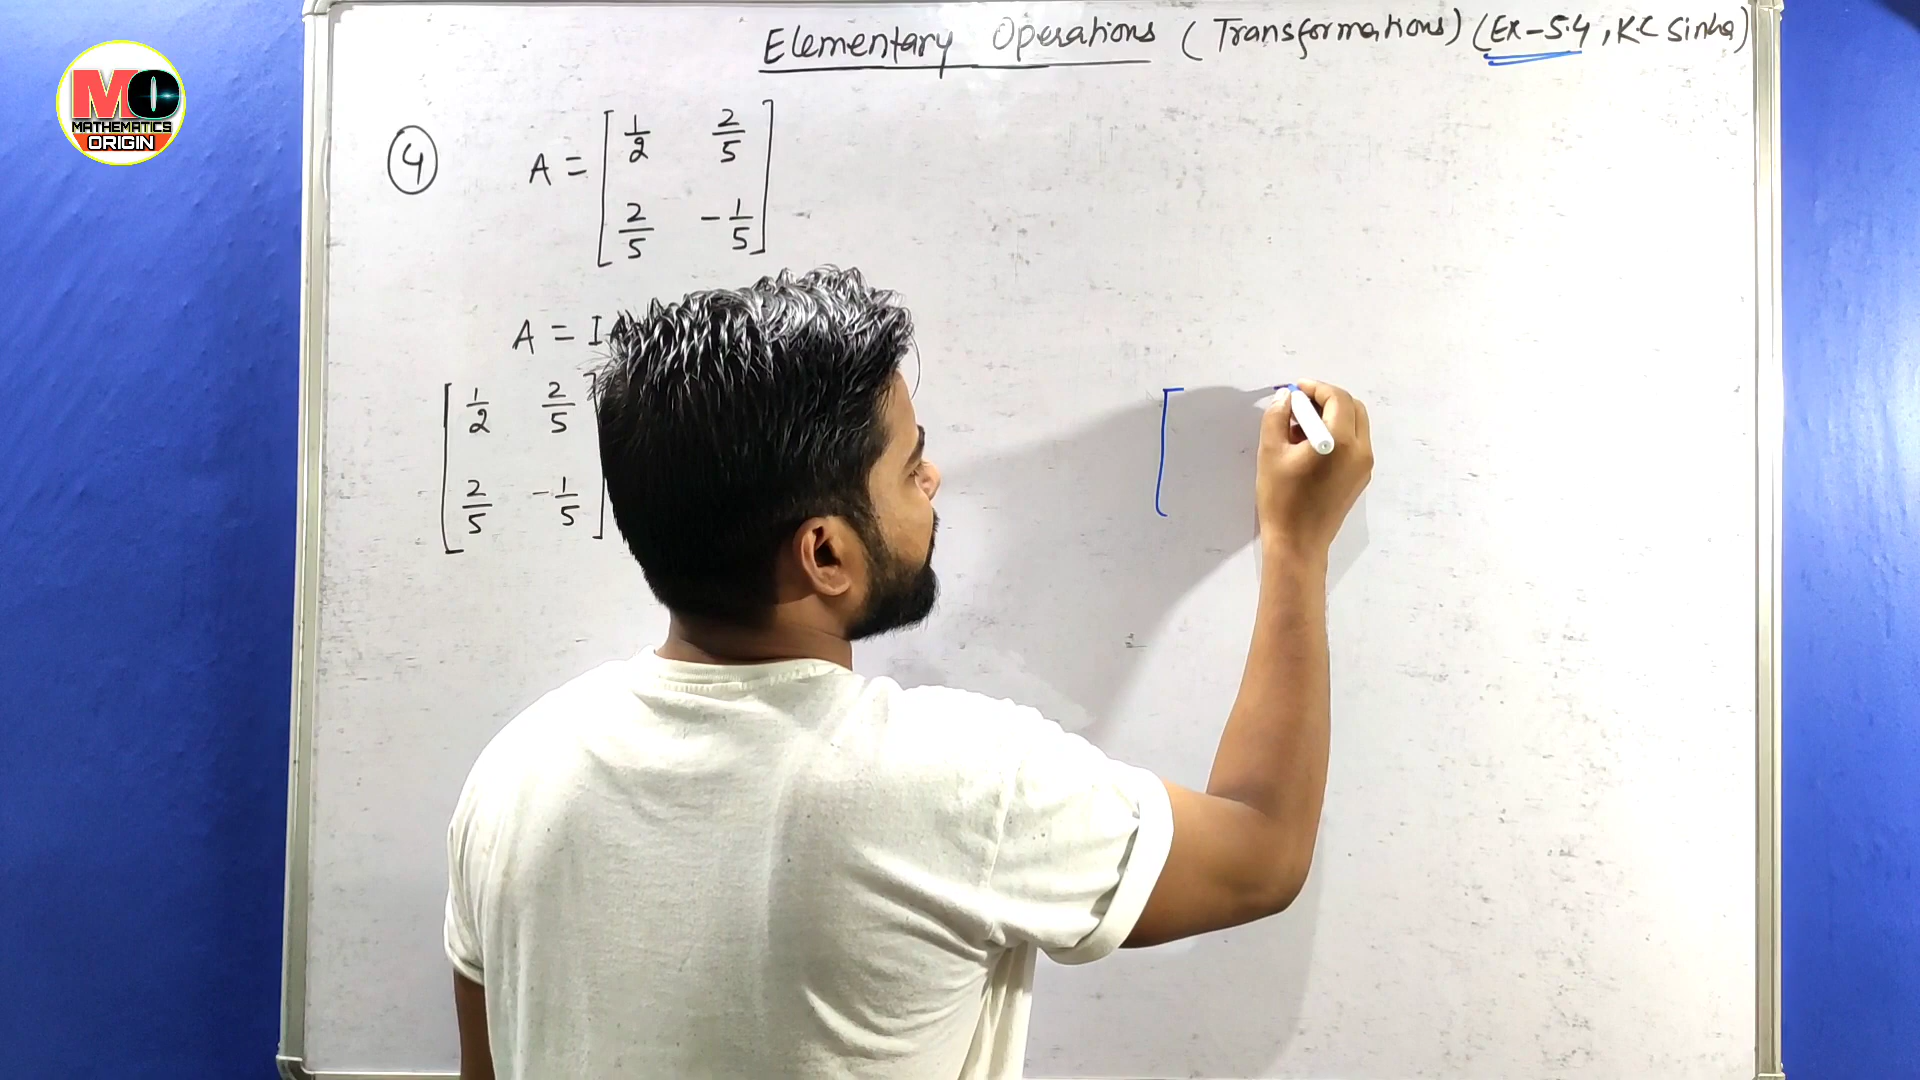 Elementary Operations (Transformations) (Ex-5.4, KC Sinha)
MO
MATHEMATICS
ORIGIN
4 A = [ 1/2 2/5
2/5 -1/5 ]
A = I
[ 1/2 2/5
2/5 -1/5 ]
[